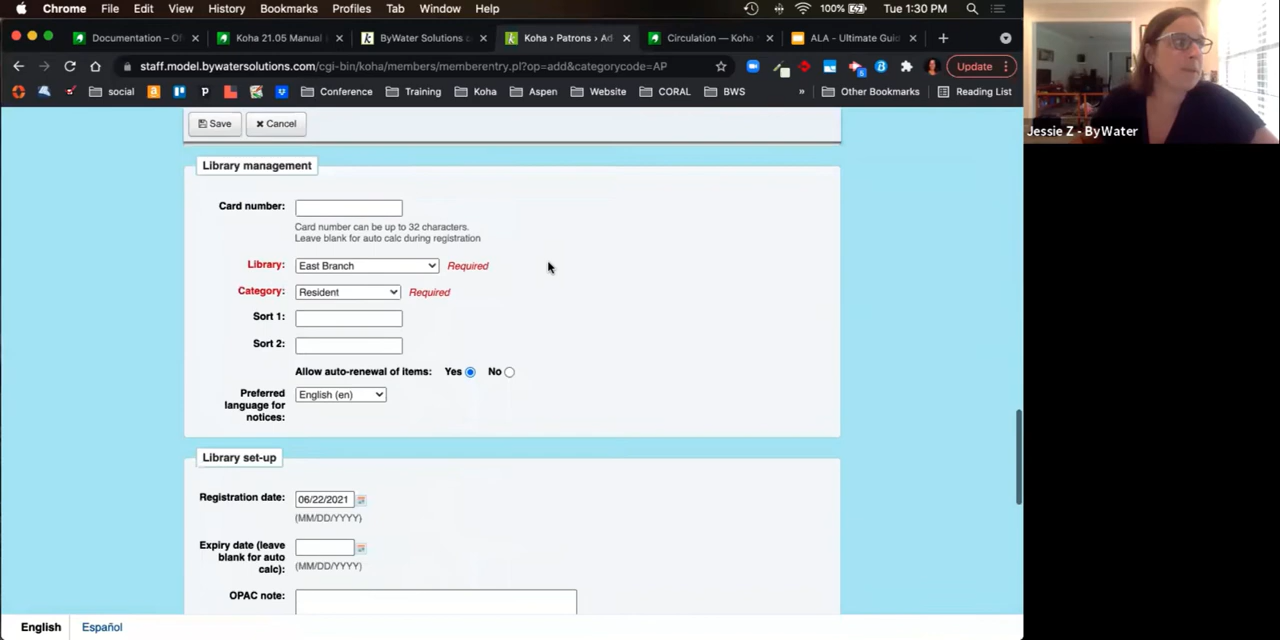 Chrome File Edit View History Bookmarks Profiles Tab Window Help 100% Tue 1:30 PM
Documentation – Of Koha 21.05 Manual ByWater Solutions Koha › Patrons › Ad Circulation — Koha ALA - Ultimate Guid
staff.model.bywatersolutions.com/cgi-bin/koha/members/memberentry.pl?op=add&categorycode=AP Update
social Conference Training Koha Aspen Website CORAL BWS » Other Bookmarks Reading List
Save Cancel
Jessie Z - ByWater
Library management
Card number:
Card number can be up to 32 characters.
Leave blank for auto calc during registration
Library: East Branch Required
Category: Resident Required
Sort 1:
Sort 2:
Allow auto-renewal of items: Yes No
Preferred language for notices: English (en)
Library set-up
Registration date: 06/22/2021
(MM/DD/YYYY)
Expiry date (leave blank for auto calc):
(MM/DD/YYYY)
OPAC note:
English Español